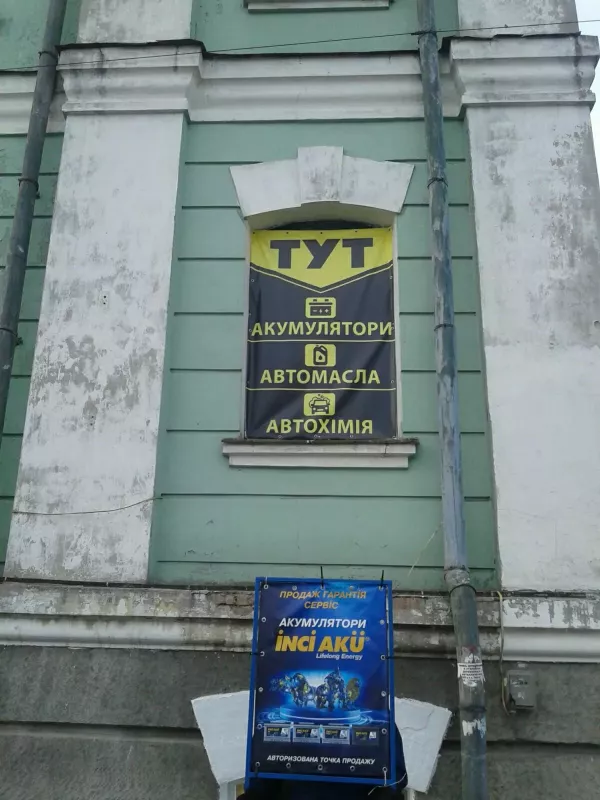 ТУТ
АКУМУЛЯТОРИ
АВТОМАСЛА
АВТОХІМІЯ
ПРОДАЖ ГАРАНТІЯ
СЕРВІС
АКУМУЛЯТОРИ
İNCİ AKÜ
Lifelong Energy
АВТОРИЗОВАНА ТОЧКА ПРОДАЖУ